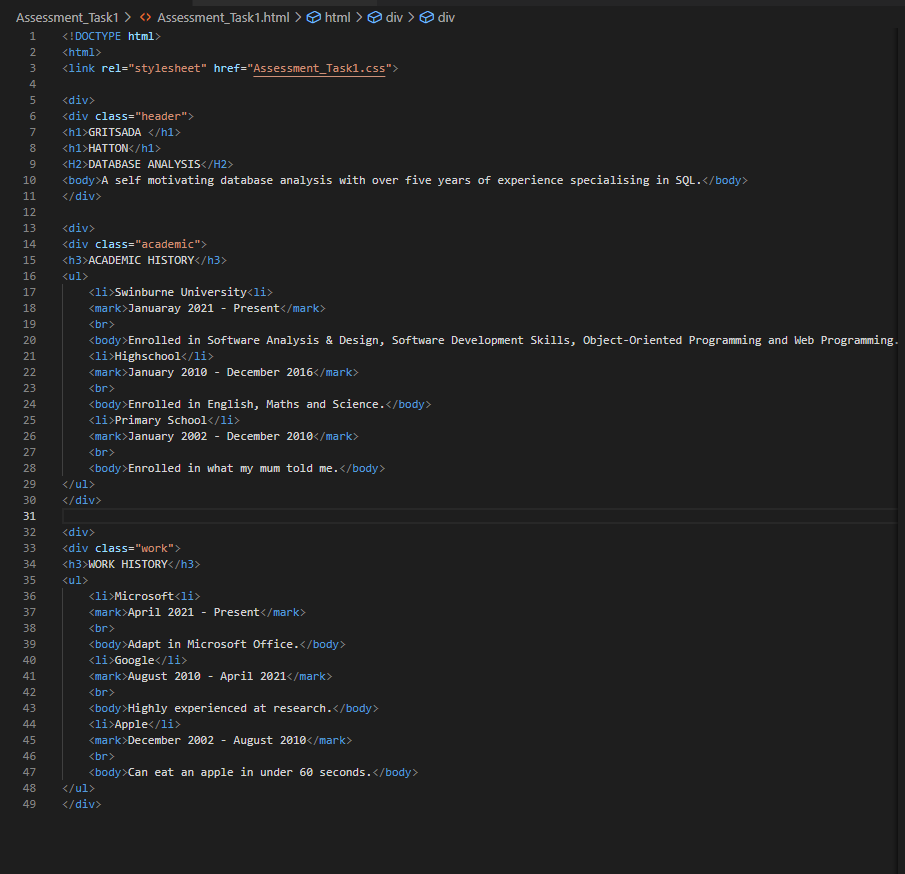 Assessment_Task1 > <> Assessment_Task1.html > html > div > div
1 <!DOCTYPE html>
2 <html>
3 <link rel="stylesheet" href="Assessment_Task1.css">
4
5 <div>
6 <div class="header">
7 <h1>GRITSADA </h1>
8 <h1>HATTON</h1>
9 <H2>DATABASE ANALYSIS</H2>
10 <body>A self motivating database analysis with over five years of experience specialising in SQL.</body>
11 </div>
12
13 <div>
14 <div class="academic">
15 <h3>ACADEMIC HISTORY</h3>
16 <ul>
17 <li>Swinburne University<li>
18 <mark>Januaray 2021 - Present</mark>
19 <br>
20 <body>Enrolled in Software Analysis & Design, Software Development Skills, Object-Oriented Programming and Web Programming.
21 <li>Highschool</li>
22 <mark>January 2010 - December 2016</mark>
23 <br>
24 <body>Enrolled in English, Maths and Science.</body>
25 <li>Primary School</li>
26 <mark>January 2002 - December 2010</mark>
27 <br>
28 <body>Enrolled in what my mum told me.</body>
29 </ul>
30 </div>
31
32 <div>
33 <div class="work">
34 <h3>WORK HISTORY</h3>
35 <ul>
36 <li>Microsoft<li>
37 <mark>April 2021 - Present</mark>
38 <br>
39 <body>Adapt in Microsoft Office.</body>
40 <li>Google</li>
41 <mark>August 2010 - April 2021</mark>
42 <br>
43 <body>Highly experienced at research.</body>
44 <li>Apple</li>
45 <mark>December 2002 - August 2010</mark>
46 <br>
47 <body>Can eat an apple in under 60 seconds.</body>
48 </ul>
49 </div>